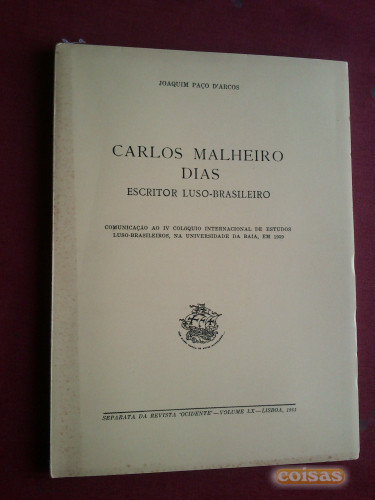 JOAQUIM PAÇO D'ARCOS
CARLOS MALHEIRO
DIAS
ESCRITOR LUSO-BRASILEIRO
COMUNICAÇÃO AO IV COLÓQUIO INTERNACIONAL DE ESTUDOS
LUSO-BRASILEIROS, NA UNIVERSIDADE DA BAÍA, EM 1959
SEPARATA DA REVISTA «OCIDENTE» — VOLUME LX — LISBOA, 1961
coisas